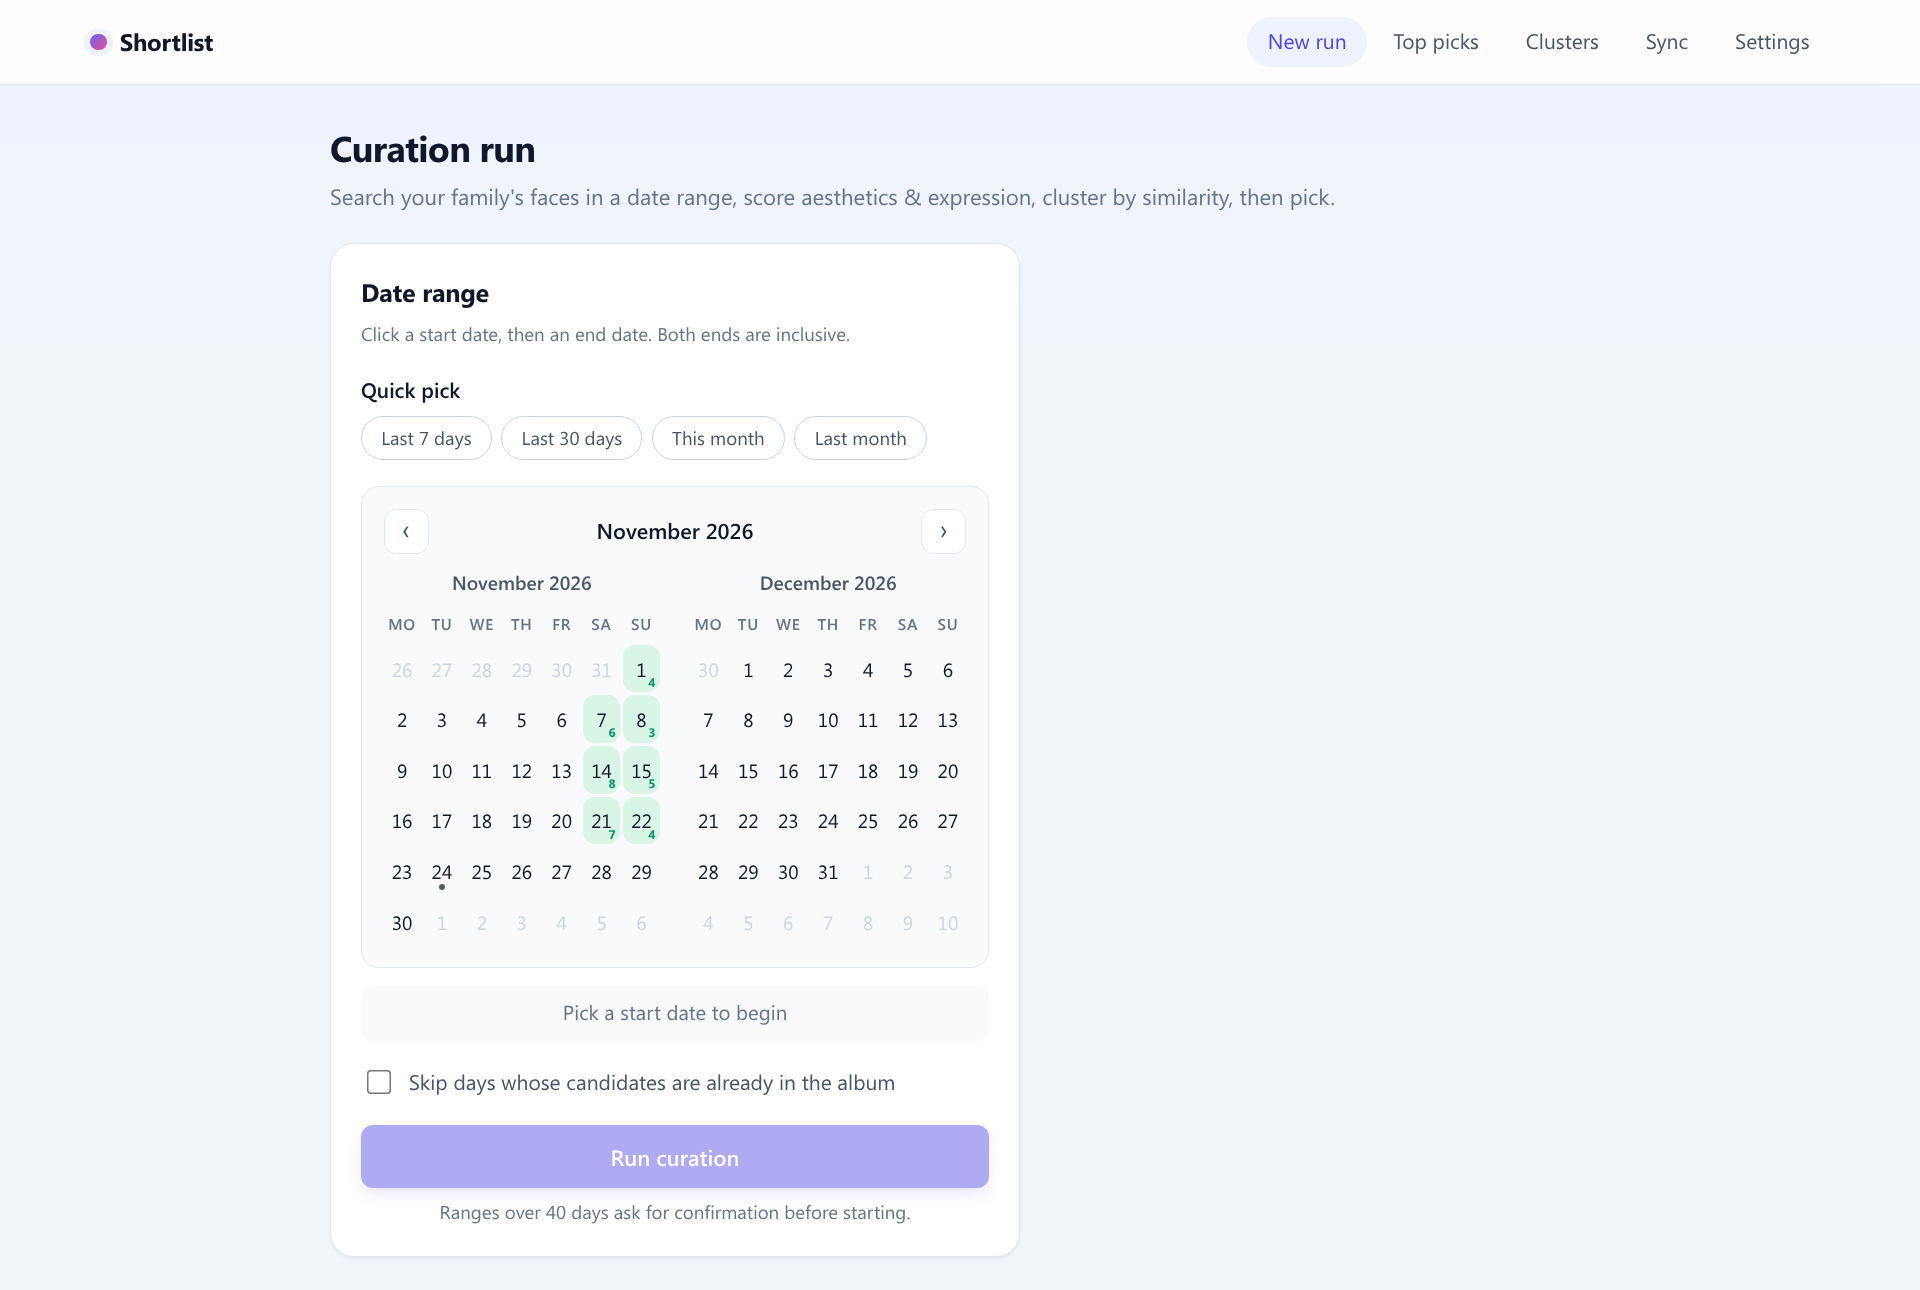 Shortlist
New run Top picks Clusters Sync Settings
Curation run
Search your family's faces in a date range, score aesthetics & expression, cluster by similarity, then pick.
Date range
Click a start date, then an end date. Both ends are inclusive.
Quick pick
Last 7 days Last 30 days This month Last month
‹ November 2026 ›
November 2026
MO TU WE TH FR SA SU
26 27 28 29 30 31 1 4
2 3 4 5 6 7 6 8 3
9 10 11 12 13 14 8 15 5
16 17 18 19 20 21 7 22 4
23 24 25 26 27 28 29
30 1 2 3 4 5 6
December 2026
MO TU WE TH FR SA SU
30 1 2 3 4 5 6
7 8 9 10 11 12 13
14 15 16 17 18 19 20
21 22 23 24 25 26 27
28 29 30 31 1 2 3
4 5 6 7 8 9 10
Pick a start date to begin
Skip days whose candidates are already in the album
Run curation
Ranges over 40 days ask for confirmation before starting.